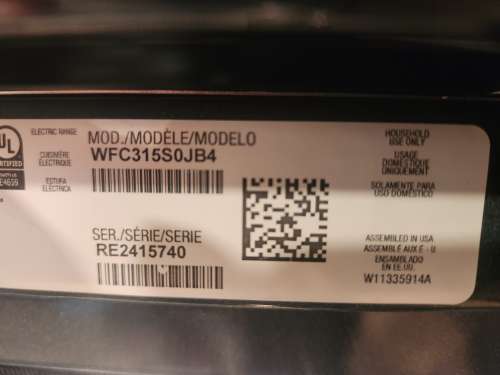 UL
CERTIFIED
E4659
ELECTRIC RANGE
CUISINIÈRE
ÉLECTRIQUE
ESTUFA
ELÉCTRICA
MOD./MODÈLE/MODELO
WFC315S0JB4
SER./SÉRIE/SERIE
RE2415740
HOUSEHOLD
USE ONLY
USAGE
DOMESTIQUE
UNIQUEMENT
SOLAMENTE PARA
USO DOMÉSTICO
ASSEMBLED IN USA
ASSEMBLÉ AUX É - U
ENSAMBLADO
EN EE.UU.
W11335914A